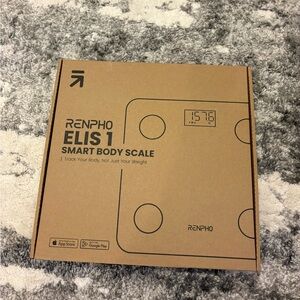 RENPHO
ELIS 1
SMART BODY SCALE
Track Your Body, Not Just Your Weight
157.6
RENPHO
App Store
Google Play